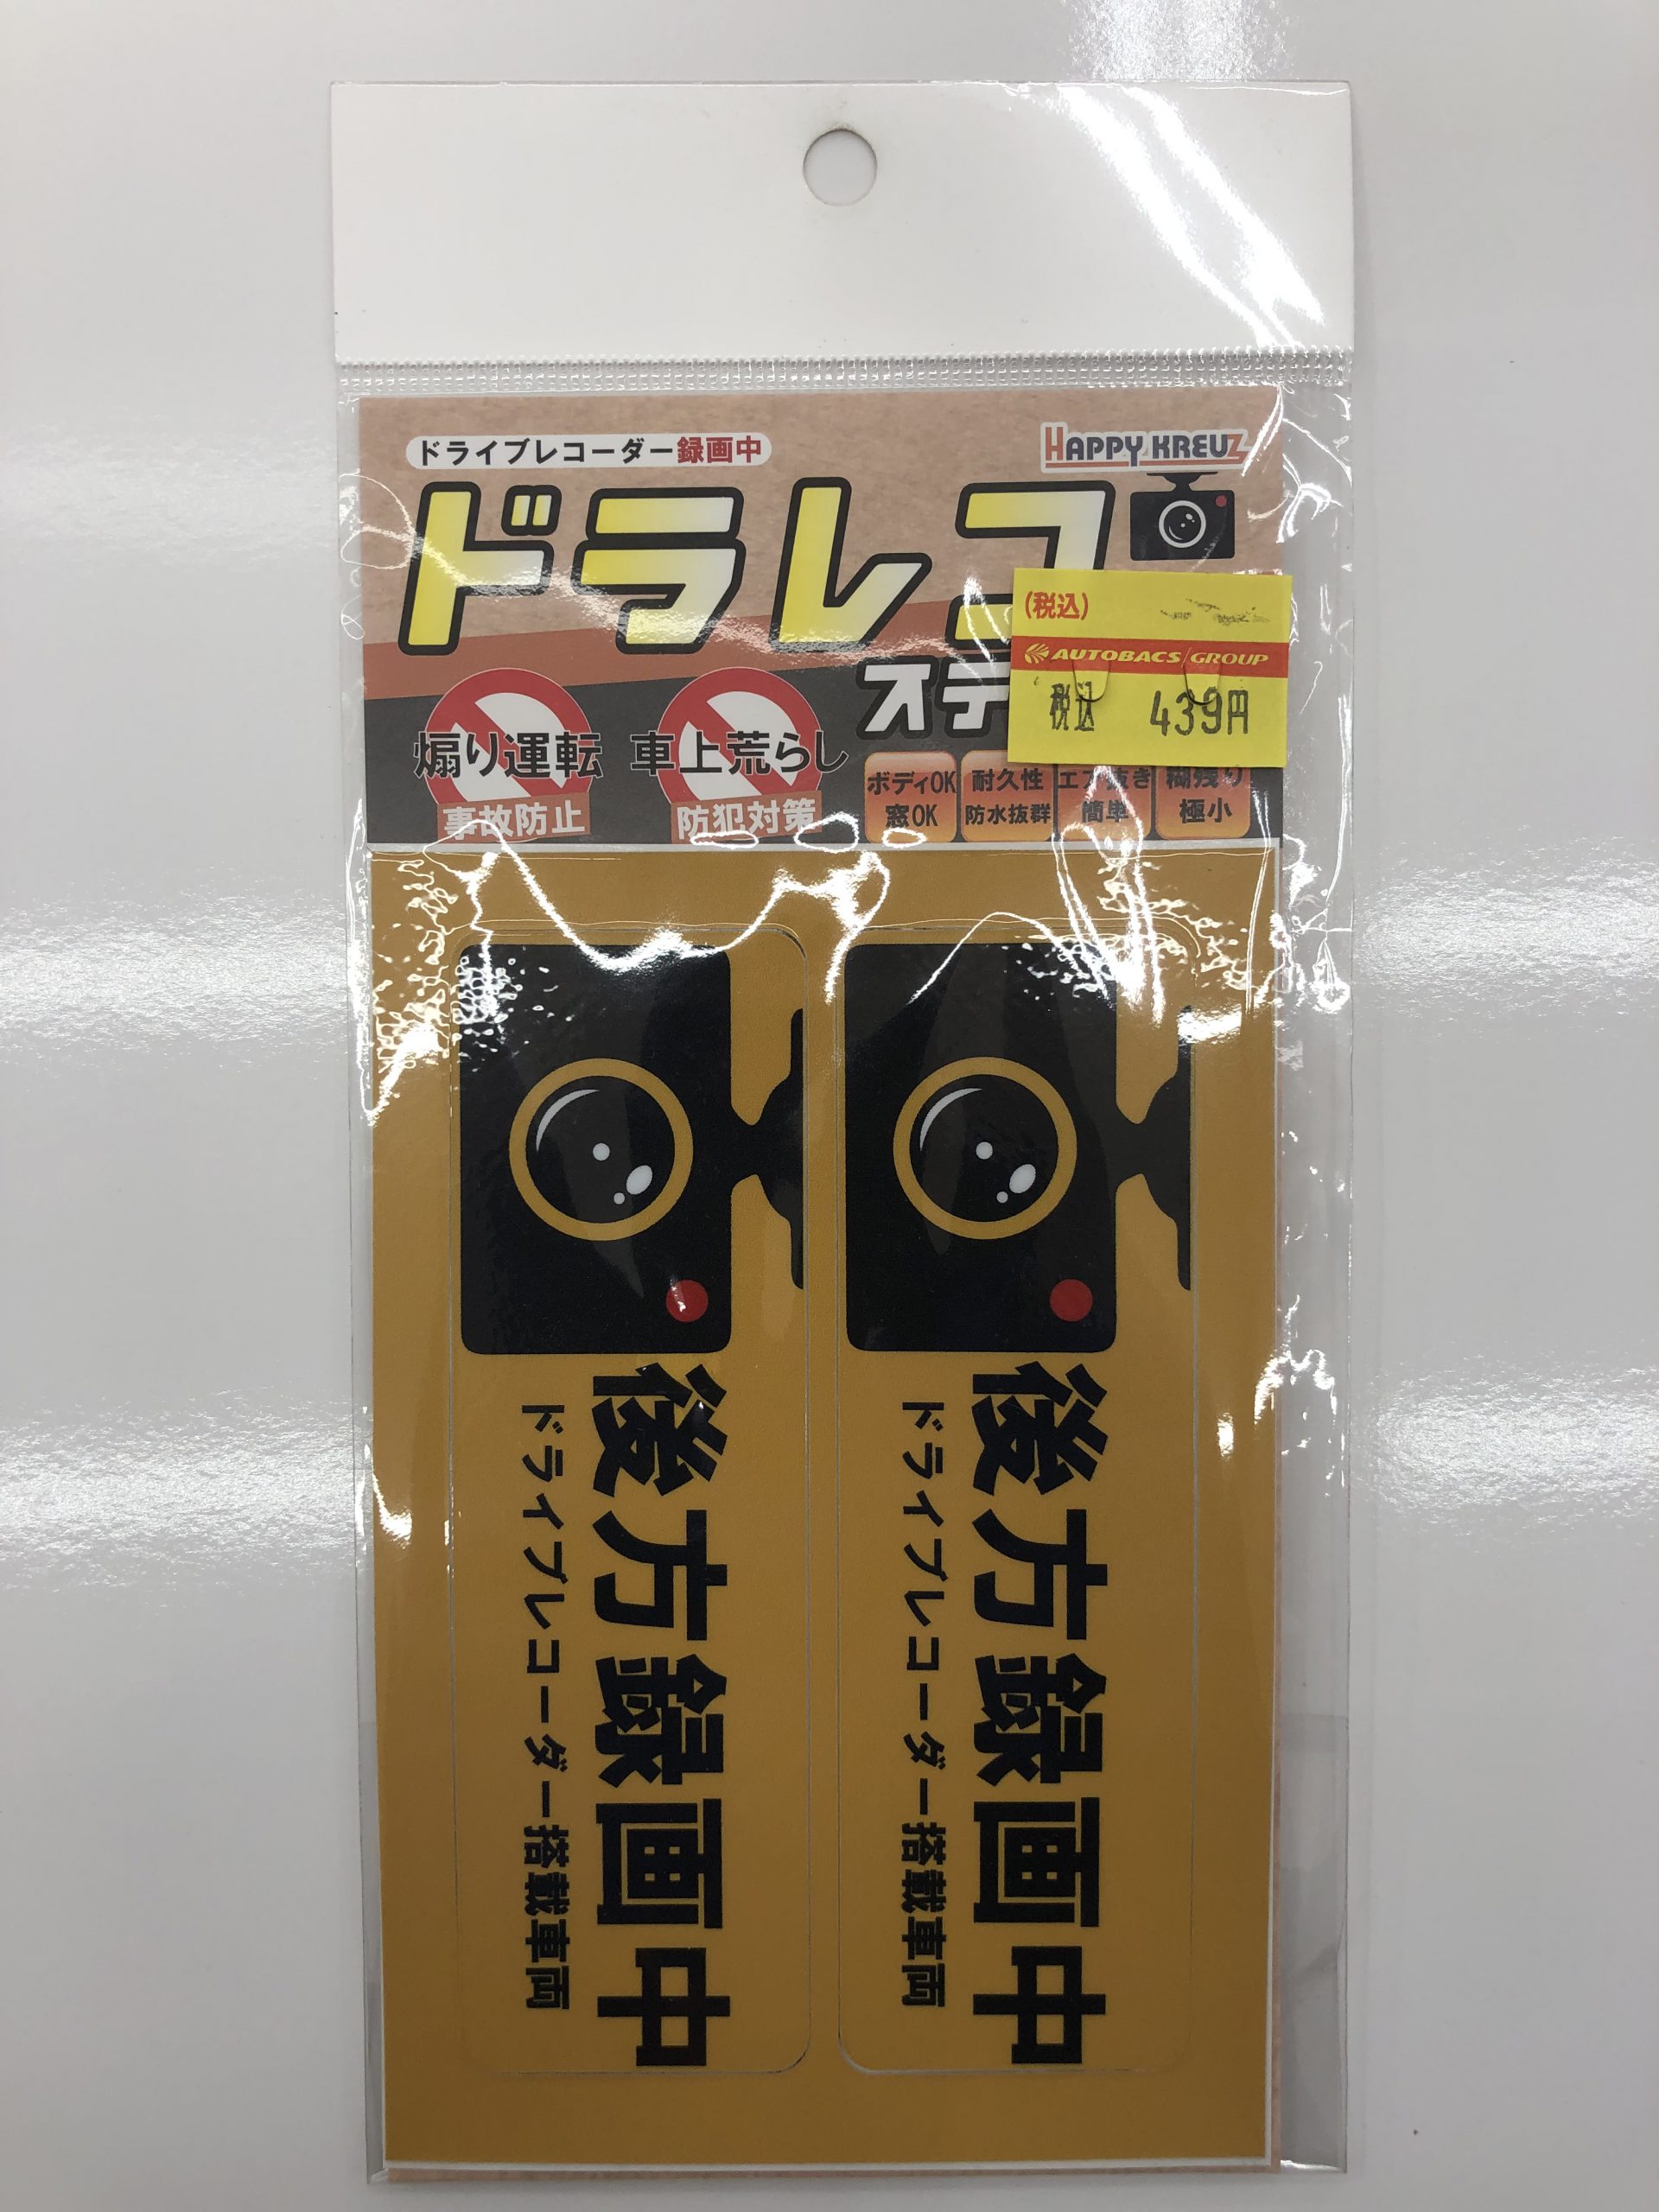 ドライブレコーダー録画中
HAPPY KREUZ
ドラレコ
(税込)
AUTOBACS GROUP
税込 439円
ステ
煽り運転
事故防止
車上荒らし
防犯対策
ボディOK
窓OK
耐久性
防水抜群
エア抜き
簡単
糊残り
極小
後方録画中
ドライブレコーダー搭載車両
後方録画中
ドライブレコーダー搭載車両